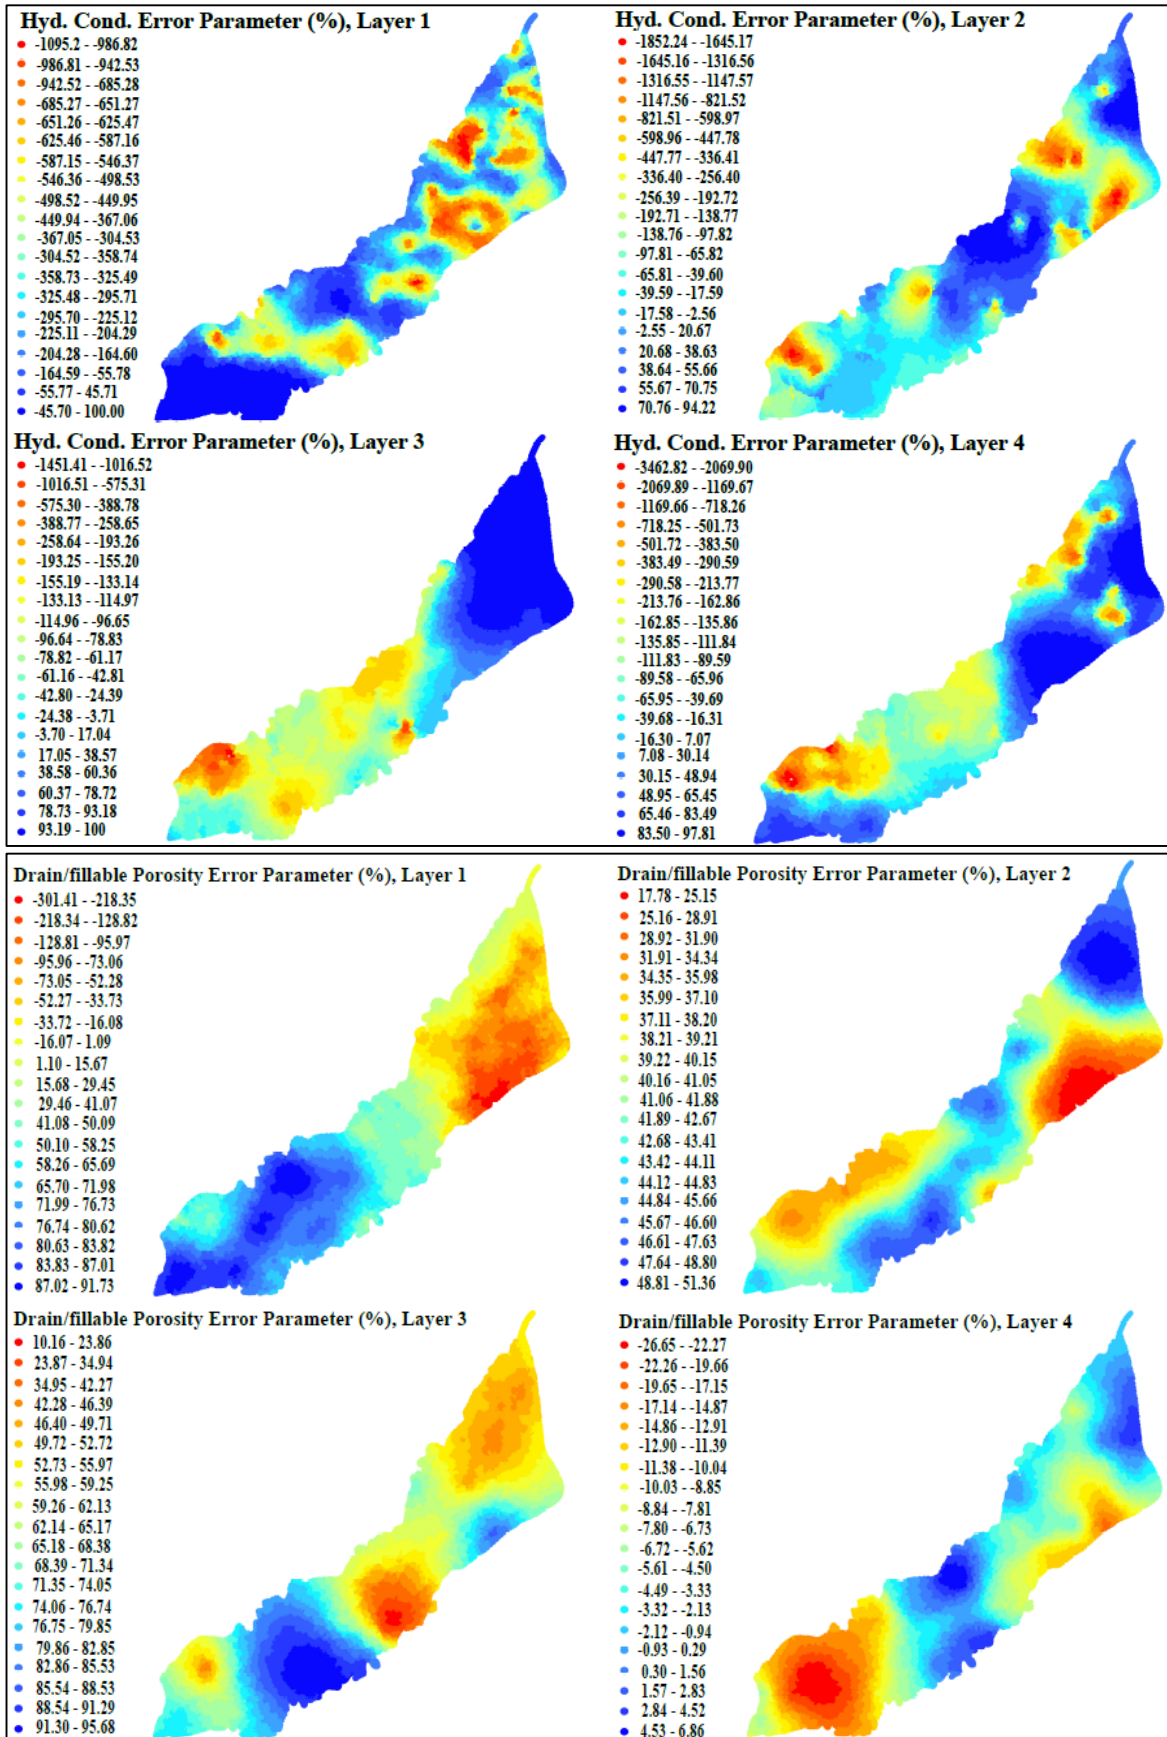 Hyd. Cond. Error Parameter (%), Layer 1
-1095.2 - -986.82
-986.81 - -942.53
-942.52 - -685.28
-685.27 - -651.27
-651.26 - -625.47
-625.46 - -587.16
-587.15 - -546.37
-546.36 - -498.53
-498.52 - -449.95
-449.94 - -367.06
-367.05 - -304.53
-304.52 - -358.74
-358.73 - -325.49
-325.48 - -295.71
-295.70 - -225.12
-225.11 - -204.29
-204.28 - -164.60
-164.59 - -55.78
-55.77 - 45.71
-45.70 - 100.00
Hyd. Cond. Error Parameter (%), Layer 2
-1852.24 - -1645.17
-1645.16 - -1316.56
-1316.55 - -1147.57
-1147.56 - -821.52
-821.51 - -598.97
-598.96 - -447.78
-447.77 - -336.41
-336.40 - -256.40
-256.39 - -192.72
-192.71 - -138.77
-138.76 - -97.82
-97.81 - -65.82
-65.81 - -39.60
-39.59 - -17.59
-17.58 - -2.56
-2.55 - 20.67
20.68 - 38.63
38.64 - 55.66
55.67 - 70.75
70.76 - 94.22
Hyd. Cond. Error Parameter (%), Layer 3
-1451.41 - -1016.52
-1016.51 - -575.31
-575.30 - -388.78
-388.77 - -258.65
-258.64 - -193.26
-193.25 - -155.20
-155.19 - -133.14
-133.13 - -114.97
-114.96 - -96.65
-96.64 - -78.83
-78.82 - -61.17
-61.16 - -42.81
-42.80 - -24.39
-24.38 - -3.71
-3.70 - 17.04
17.05 - 38.57
38.58 - 60.36
60.37 - 78.72
78.73 - 93.18
93.19 - 100
Hyd. Cond. Error Parameter (%), Layer 4
-3462.82 - -2069.90
-2069.89 - -1169.67
-1169.66 - -718.26
-718.25 - -501.73
-501.72 - -383.50
-383.49 - -290.59
-290.58 - -213.77
-213.76 - -162.86
-162.85 - -135.86
-135.85 - -111.84
-111.83 - -89.59
-89.58 - -65.96
-65.95 - -39.69
-39.68 - -16.31
-16.30 - 7.07
7.08 - 30.14
30.15 - 48.94
48.95 - 65.45
65.46 - 83.49
83.50 - 97.81
Drain/fillable Porosity Error Parameter (%), Layer 1
-301.41 - -218.35
-218.34 - -128.82
-128.81 - -95.97
-95.96 - -73.06
-73.05 - -52.28
-52.27 - -33.73
-33.72 - -16.08
-16.07 - 1.09
1.10 - 15.67
15.68 - 29.45
29.46 - 41.07
41.08 - 50.09
50.10 - 58.25
58.26 - 65.69
65.70 - 71.98
71.99 - 76.73
76.74 - 80.62
80.63 - 83.82
83.83 - 87.01
87.02 - 91.73
Drain/fillable Porosity Error Parameter (%), Layer 2
17.78 - 25.15
25.16 - 28.91
28.92 - 31.90
31.91 - 34.34
34.35 - 35.98
35.99 - 37.10
37.11 - 38.20
38.21 - 39.21
39.22 - 40.15
40.16 - 41.05
41.06 - 41.88
41.89 - 42.67
42.68 - 43.41
43.42 - 44.11
44.12 - 44.83
44.84 - 45.66
45.67 - 46.60
46.61 - 47.63
47.64 - 48.80
48.81 - 51.36
Drain/fillable Porosity Error Parameter (%), Layer 3
10.16 - 23.86
23.87 - 34.94
34.95 - 42.27
42.28 - 46.39
46.40 - 49.71
49.72 - 52.72
52.73 - 55.97
55.98 - 59.25
59.26 - 62.13
62.14 - 65.17
65.18 - 68.38
68.39 - 71.34
71.35 - 74.05
74.06 - 76.74
76.75 - 79.85
79.86 - 82.85
82.86 - 85.53
85.54 - 88.53
88.54 - 91.29
91.30 - 95.68
Drain/fillable Porosity Error Parameter (%), Layer 4
-26.65 - -22.27
-22.26 - -19.66
-19.65 - -17.15
-17.14 - -14.87
-14.86 - -12.91
-12.90 - -11.39
-11.38 - -10.04
-10.03 - -8.85
-8.84 - -7.81
-7.80 - -6.73
-6.72 - -5.62
-5.61 - -4.50
-4.49 - -3.33
-3.32 - -2.13
-2.12 - -0.94
-0.93 - 0.29
0.30 - 1.56
1.57 - 2.83
2.84 - 4.52
4.53 - 6.86